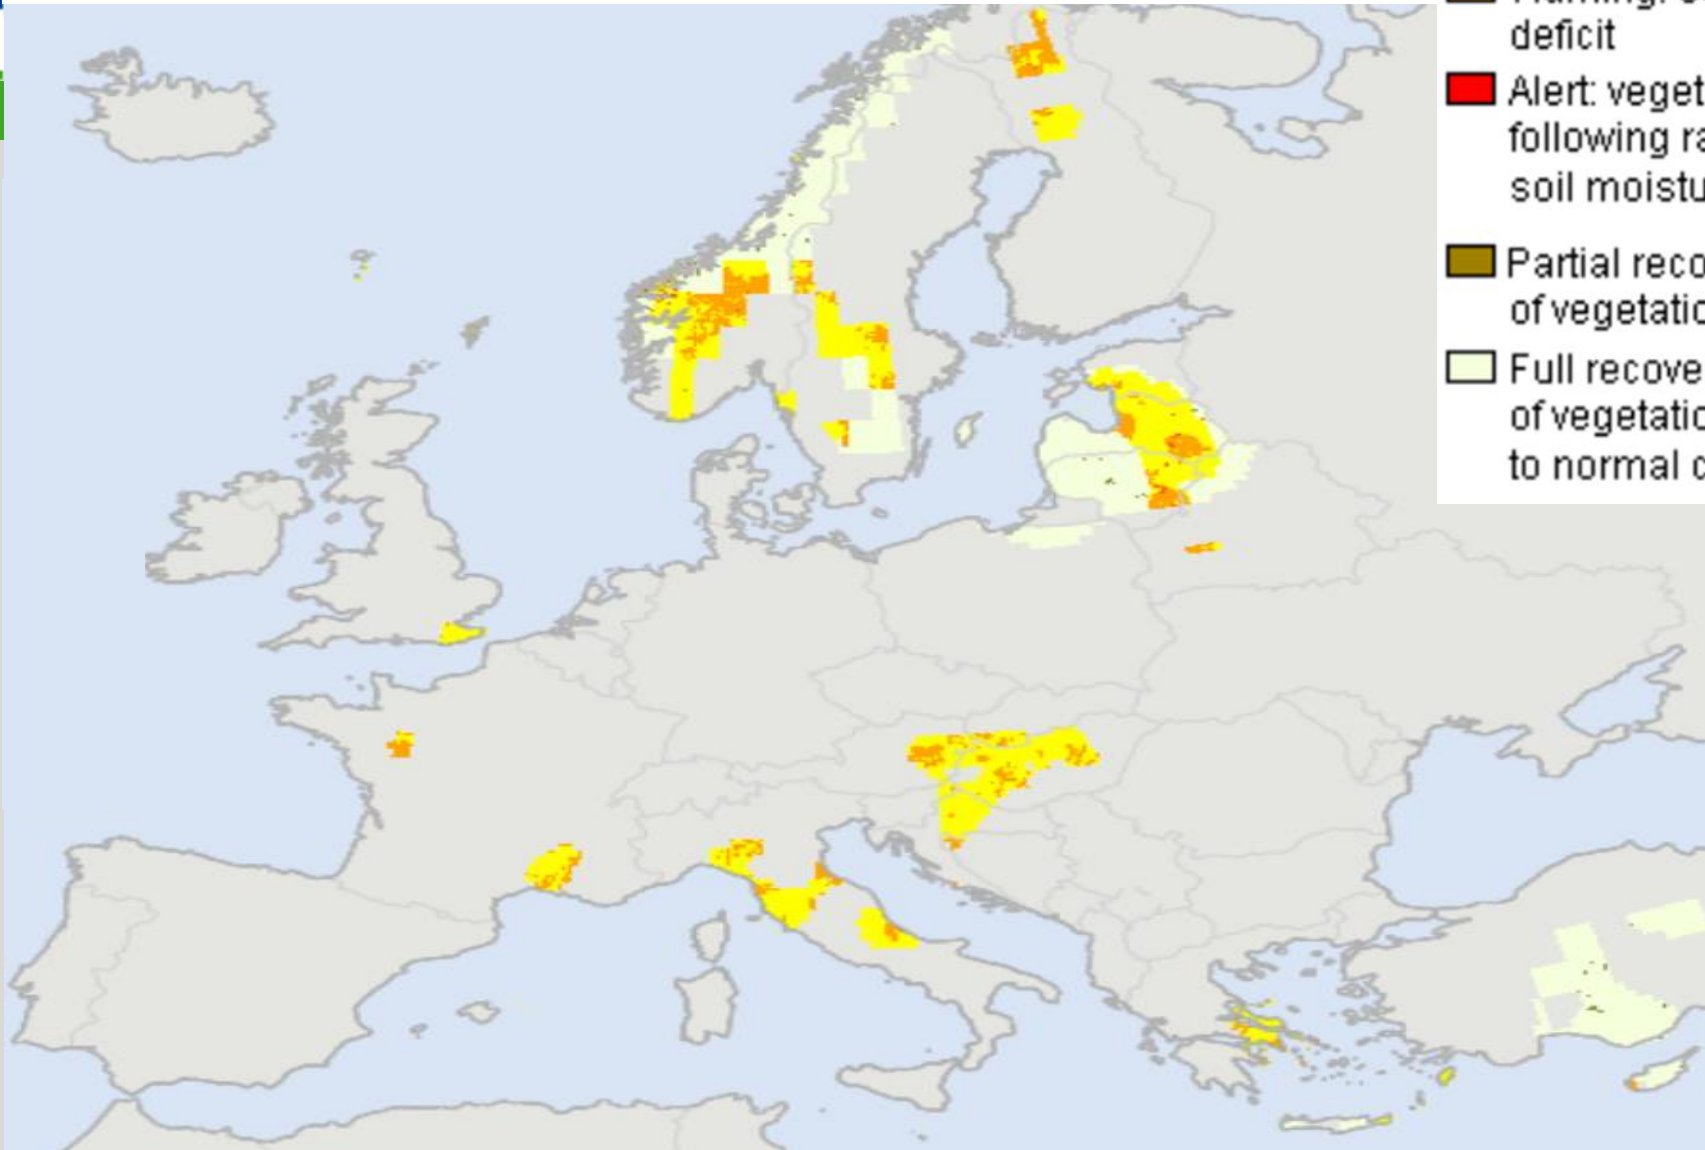 deficit
Alert: veget
following ra
soil moistu
Partial reco
of vegetatio
Full recove
of vegetatio
to normal c